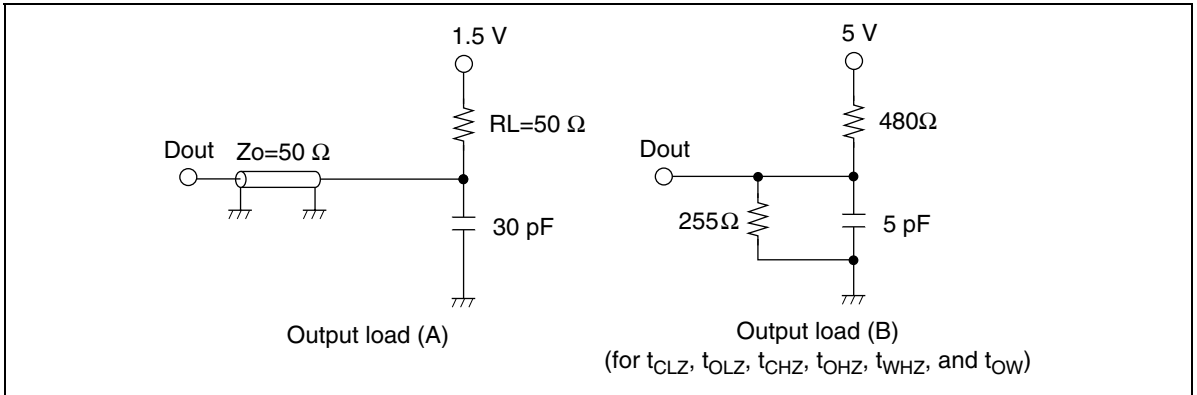 1.5 V
RL=50 Ω
Dout
Zo=50 Ω
30 pF
Output load (A)
5 V
480Ω
Dout
255Ω
5 pF
Output load (B)
(for tCLZ, tOLZ, tCHZ, tOHZ, tWHZ, and tOW)